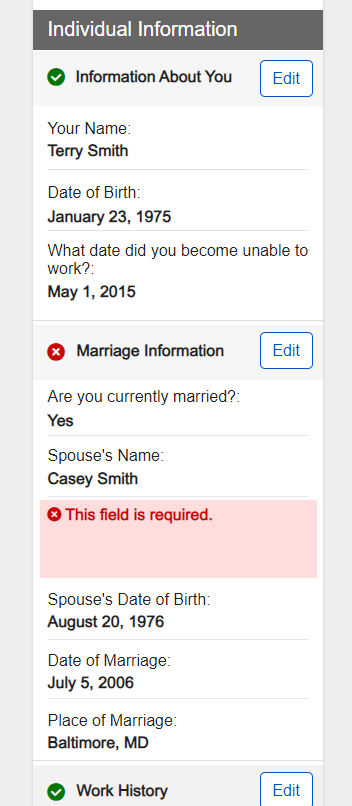 Individual Information
Information About You
Edit
Your Name:
Terry Smith
Date of Birth:
January 23, 1975
What date did you become unable to
work?:
May 1, 2015
Marriage Information
Edit
Are you currently married?:
Yes
Spouse's Name:
Casey Smith
This field is required.
Spouse's Date of Birth:
August 20, 1976
Date of Marriage:
July 5, 2006
Place of Marriage:
Baltimore, MD
Work History
Edit